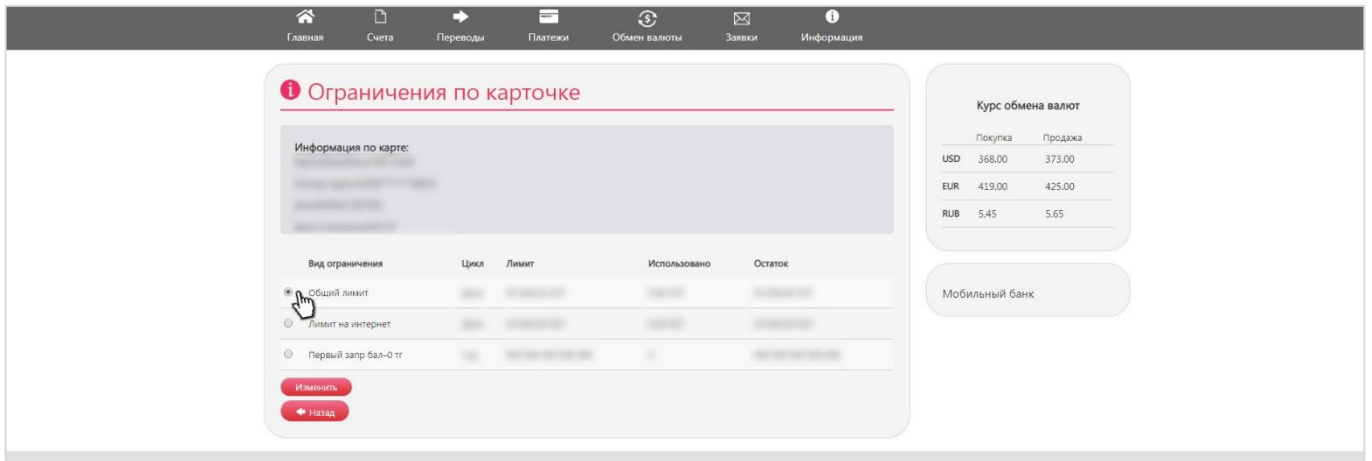 Главная Счета Переводы Платежи Обмен валюты Заявки Информация
Ограничения по карточке
Информация по карте:
Вид ограничения Цикл Лимит Использовано Остаток
Общий лимит
Лимит на интернет
Первый запр бал–0 тг
Изменить
Назад
Курс обмена валют
Покупка Продажа
USD 368.00 373.00
EUR 419.00 425.00
RUB 5.45 5.65
Мобильный банк